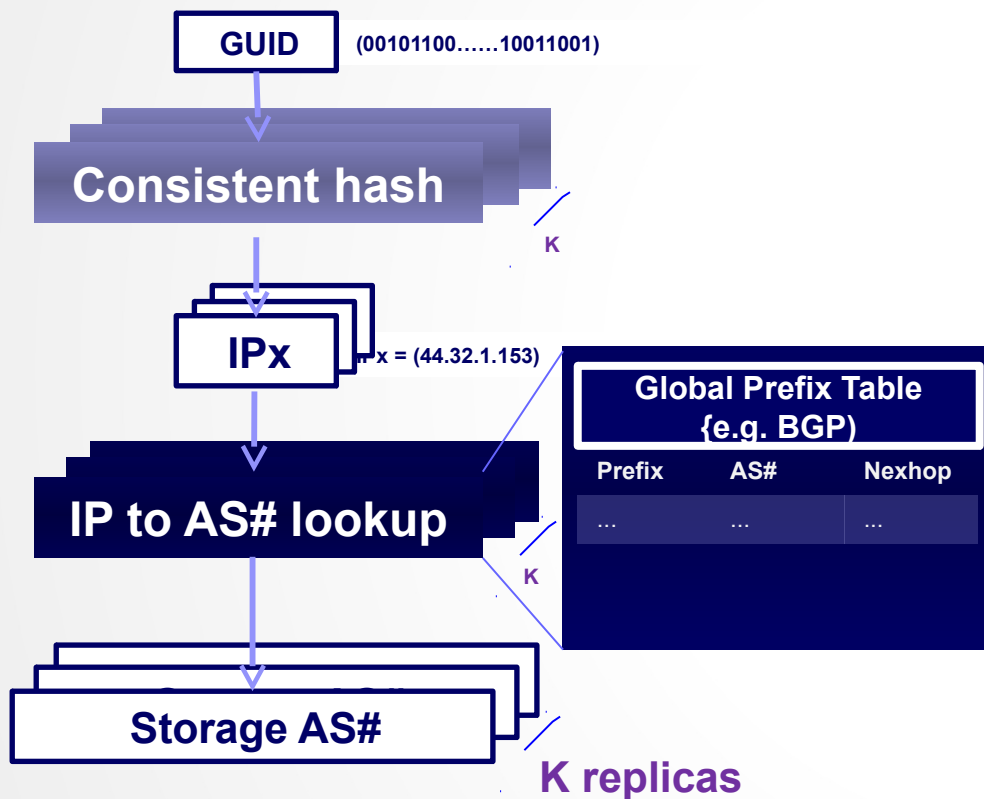 GUID (00101100......10011001)
Consistent hash
K
IPx
x = (44.32.1.153)
Global Prefix Table
{e.g. BGP)
Prefix AS# Nexhop
... ... ...
IP to AS# lookup
K
Storage AS#
K replicas